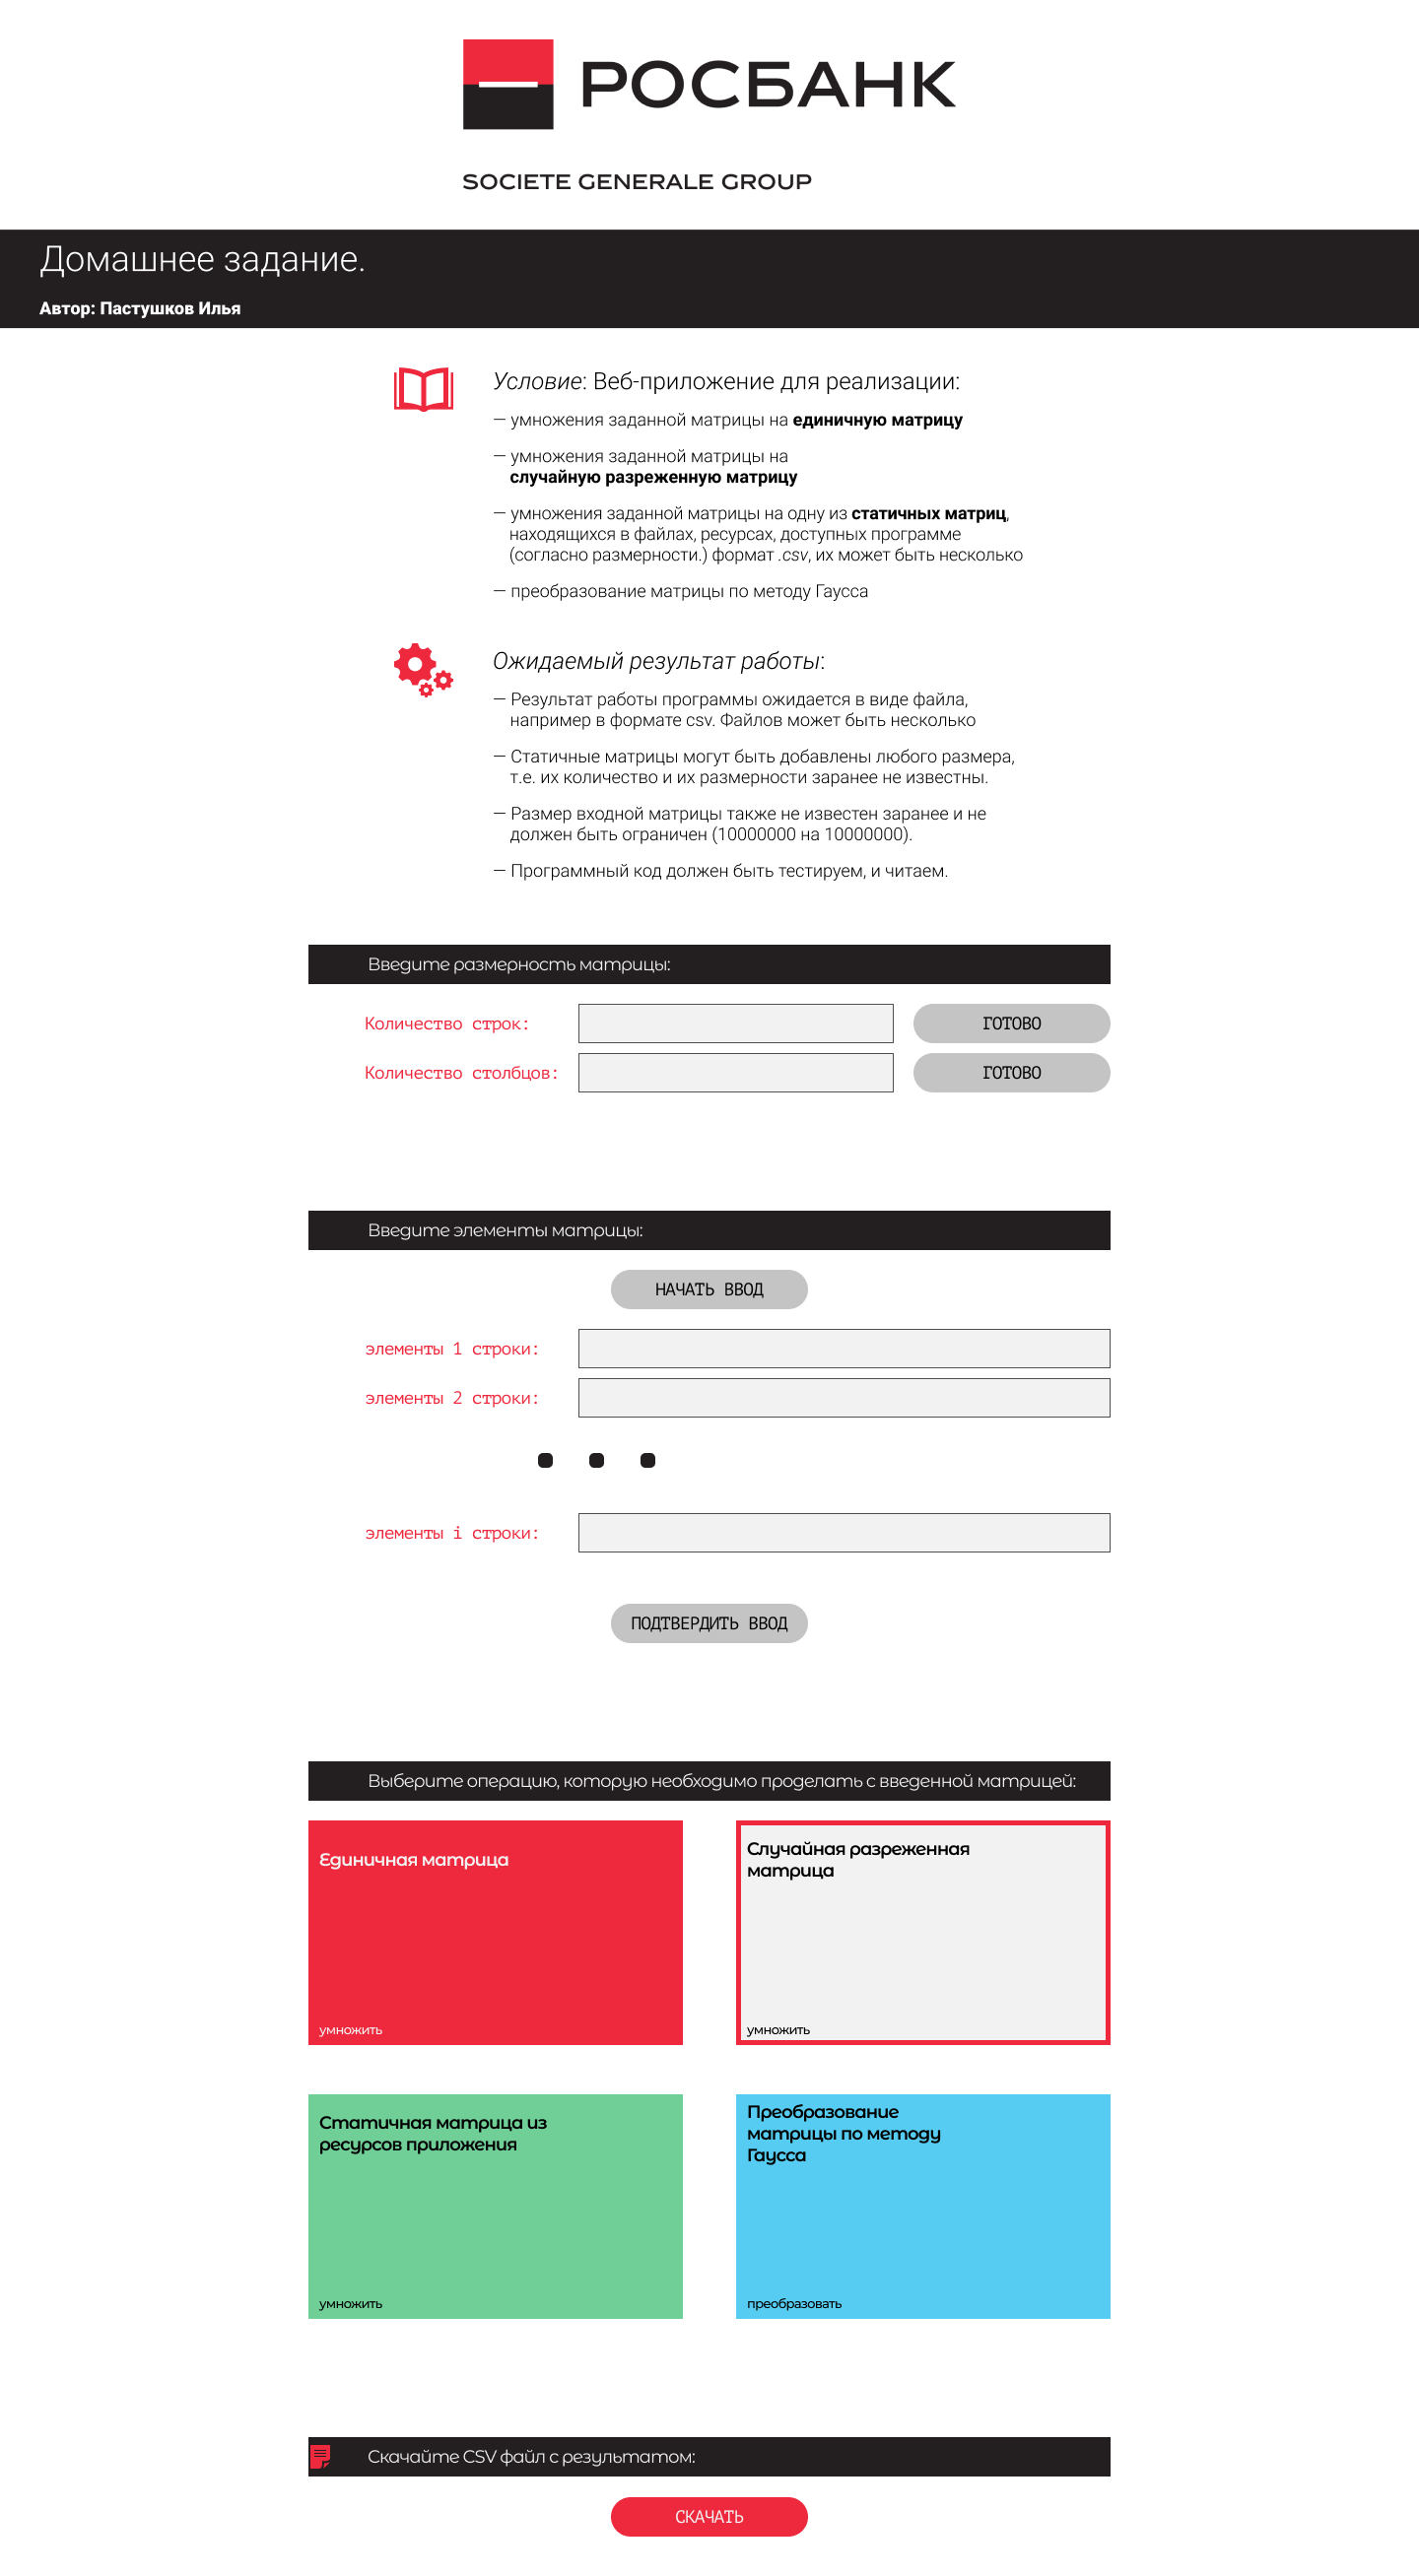 РОСБАНК
SOCIETE GENERALE GROUP
Домашнее задание.
Автор: Пастушков Илья
Условие: Веб-приложение для реализации:
— умножения заданной матрицы на единичную матрицу
— умножения заданной матрицы на
случайную разреженную матрицу
— умножения заданной матрицы на одну из статичных матриц,
находящихся в файлах, ресурсах, доступных программе
(согласно размерности.) формат .csv, их может быть несколько
— преобразование матрицы по методу Гаусса
Ожидаемый результат работы:
— Результат работы программы ожидается в виде файла,
например в формате csv. Файлов может быть несколько
— Статичные матрицы могут быть добавлены любого размера,
т.е. их количество и их размерности заранее не известны.
— Размер входной матрицы также не известен заранее и не
должен быть ограничен (10000000 на 10000000).
— Программный код должен быть тестируем, и читаем.
Введите размерность матрицы:
Количество строк:
ГОТОВО
Количество столбцов:
ГОТОВО
Введите элементы матрицы:
НАЧАТЬ ВВОД
элементы 1 строки:
элементы 2 строки:
элементы i строки:
ПОДТВЕРДИТЬ ВВОД
Выберите операцию, которую необходимо проделать с введенной матрицей:
Единичная матрица
умножить
Случайная разреженная
матрица
умножить
Статичная матрица из
ресурсов приложения
умножить
Преобразование
матрицы по методу
Гаусса
преобразовать
Скачайте CSV файл с результатом:
СКАЧАТЬ